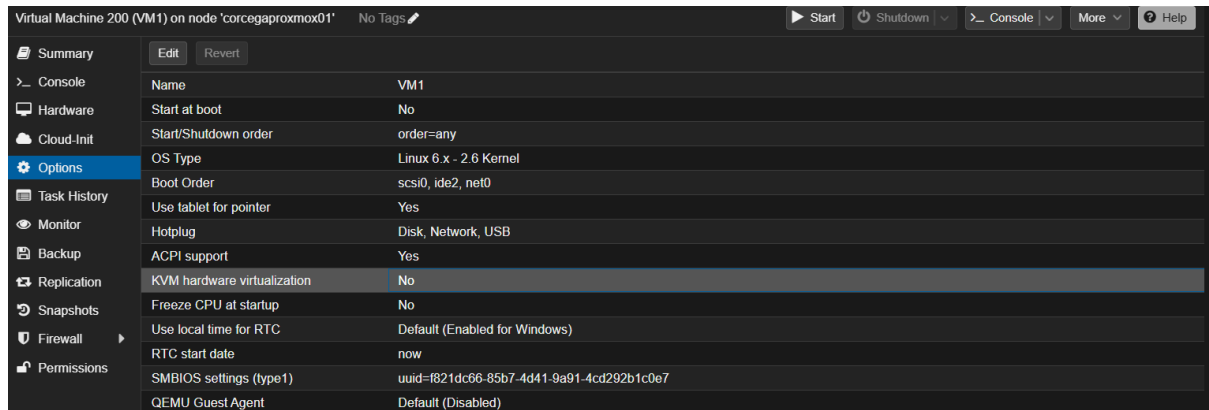 Virtual Machine 200 (VM1) on node 'corcegaproxmox01' No Tags Start Shutdown Console More Help
Summary
Console
Hardware
Cloud-Init
Options
Task History
Monitor
Backup
Replication
Snapshots
Firewall
Permissions
Edit Revert
Name VM1
Start at boot No
Start/Shutdown order order=any
OS Type Linux 6.x - 2.6 Kernel
Boot Order scsi0, ide2, net0
Use tablet for pointer Yes
Hotplug Disk, Network, USB
ACPI support Yes
KVM hardware virtualization No
Freeze CPU at startup No
Use local time for RTC Default (Enabled for Windows)
RTC start date now
SMBIOS settings (type1) uuid=f821dc66-85b7-4d41-9a91-4cd292b1c0e7
QEMU Guest Agent Default (Disabled)